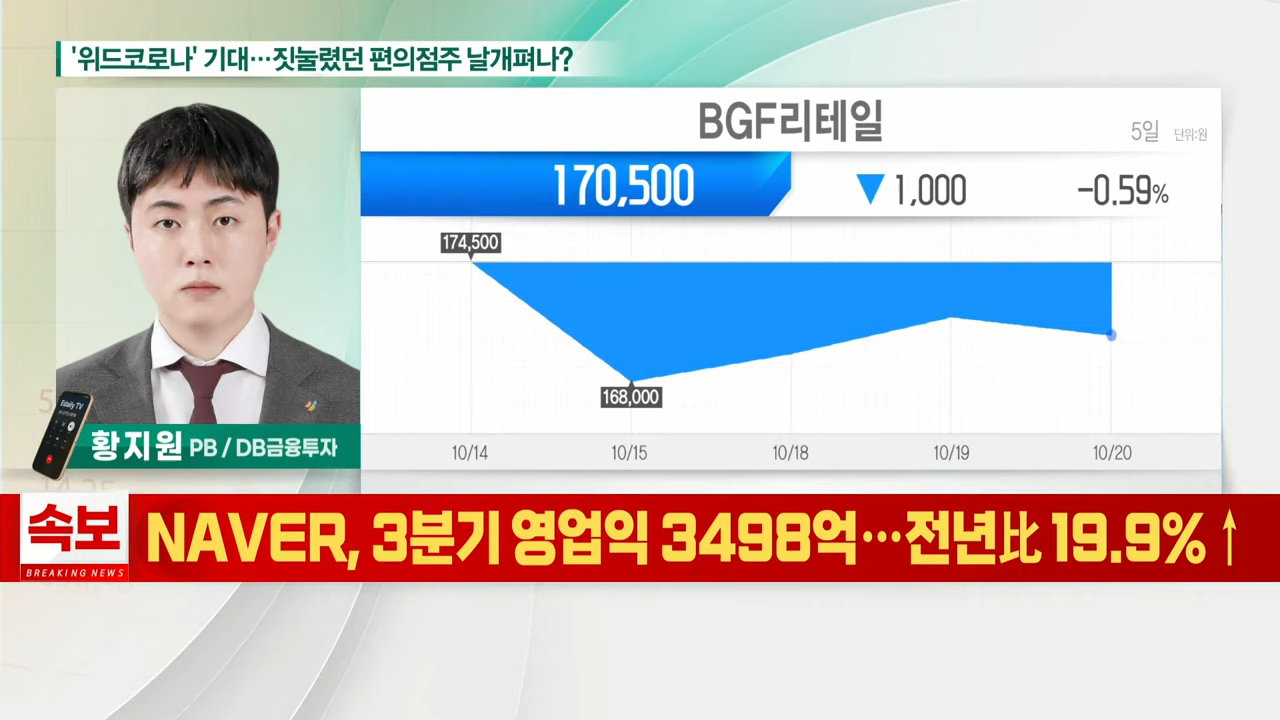 '위드코로나' 기대…짓눌렸던 편의점주 날개펴나?
BGF리테일
5일 단위:원
170,500 ▼ 1,000 -0.59%
174,500
168,000
10/14 10/15 10/18 10/19 10/20
Edaily TV
황지원 PB / DB금융투자
속보
BREAKING NEWS
NAVER, 3분기 영업익 3498억…전년比 19.9%↑